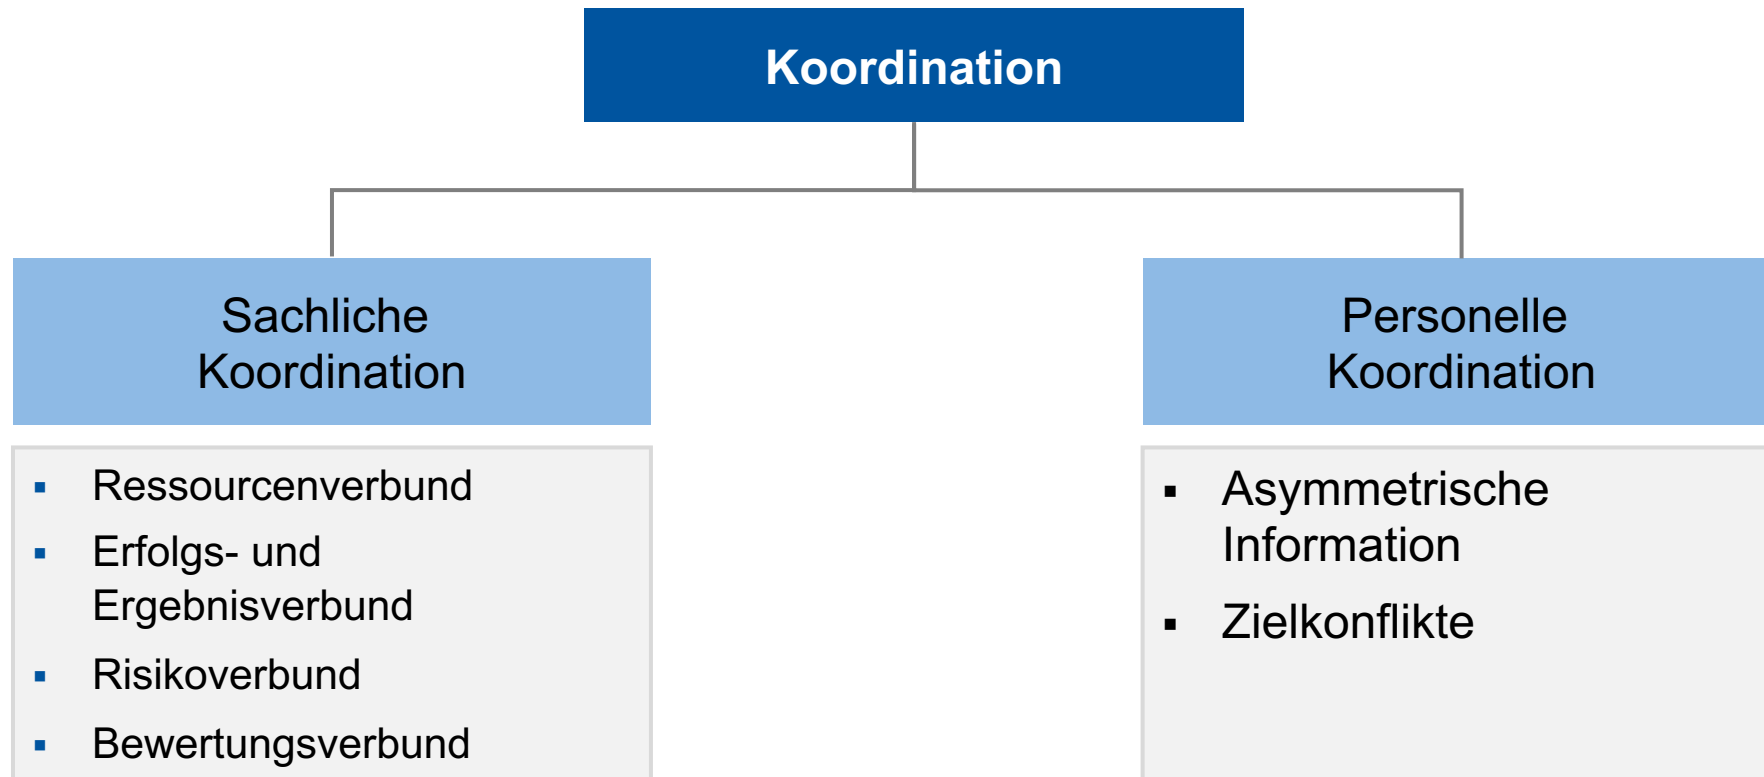 Koordination
Sachliche
Koordination
▪ Ressourcenverbund
▪ Erfolgs- und
Ergebnisverbund
▪ Risikoverbund
▪ Bewertungsverbund
Personelle
Koordination
▪ Asymmetrische
Information
▪ Zielkonflikte